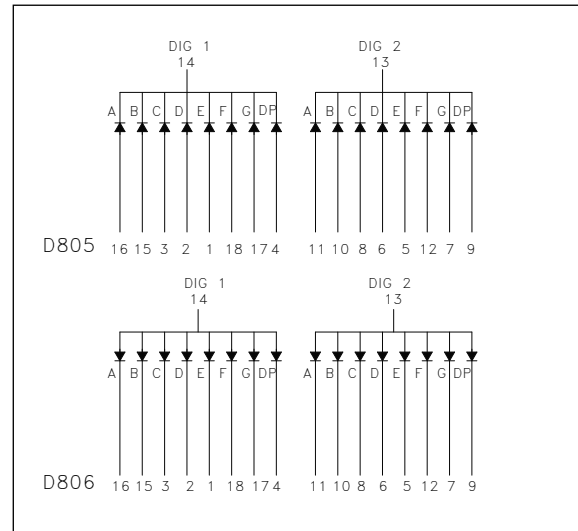 DIG 1 DIG 2
14 13
A B C D E F G DP A B C D E F G DP
D805 16 15 3 2 1 18 17 4 11 10 8 6 5 12 7 9
DIG 1 DIG 2
14 13
A B C D E F G DP A B C D E F G DP
D806 16 15 3 2 1 18 17 4 11 10 8 6 5 12 7 9